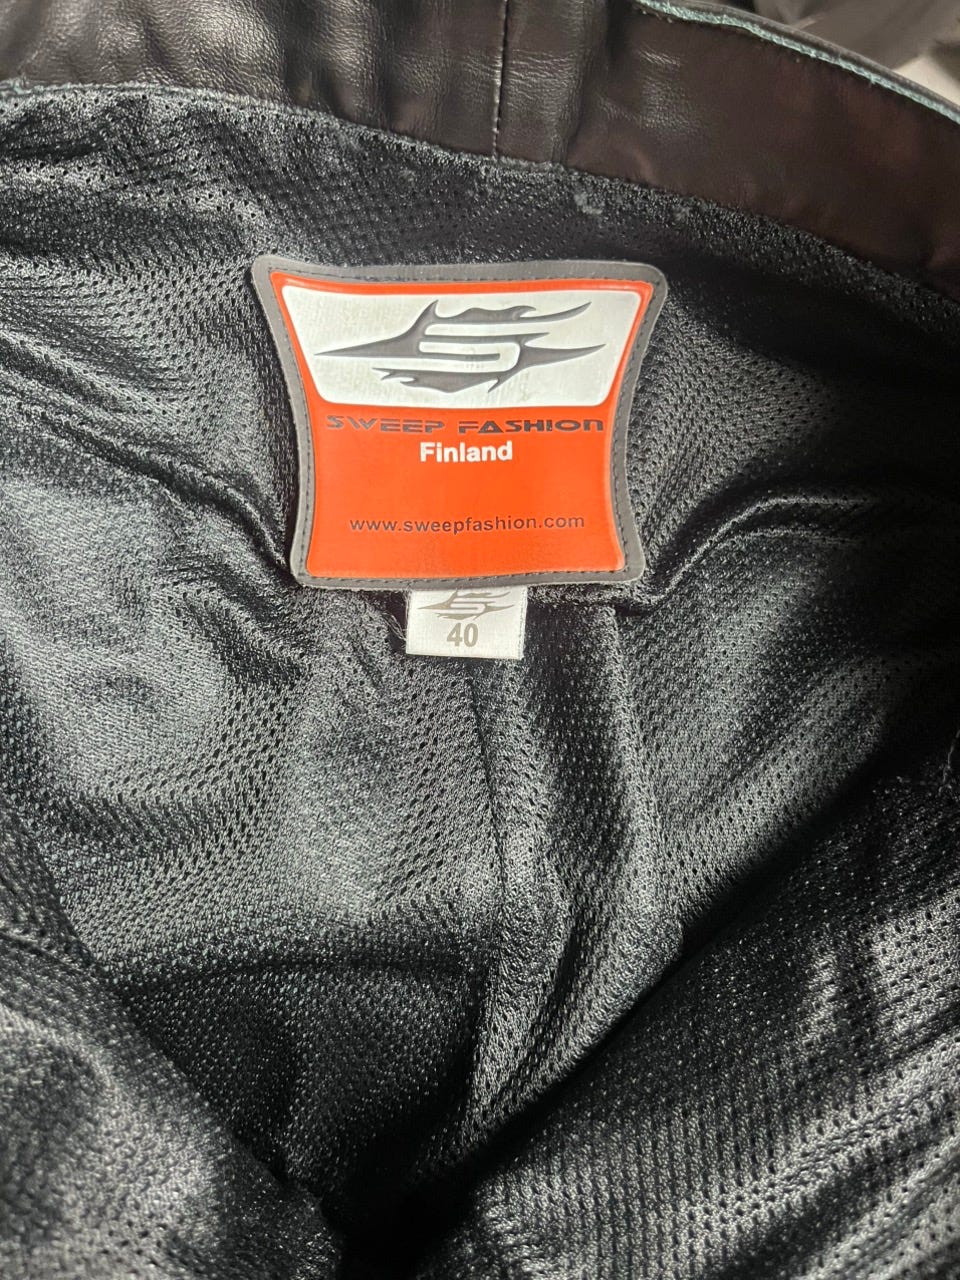 S
SWEEP FASHION
Finland
www.sweepfashion.com
S
40